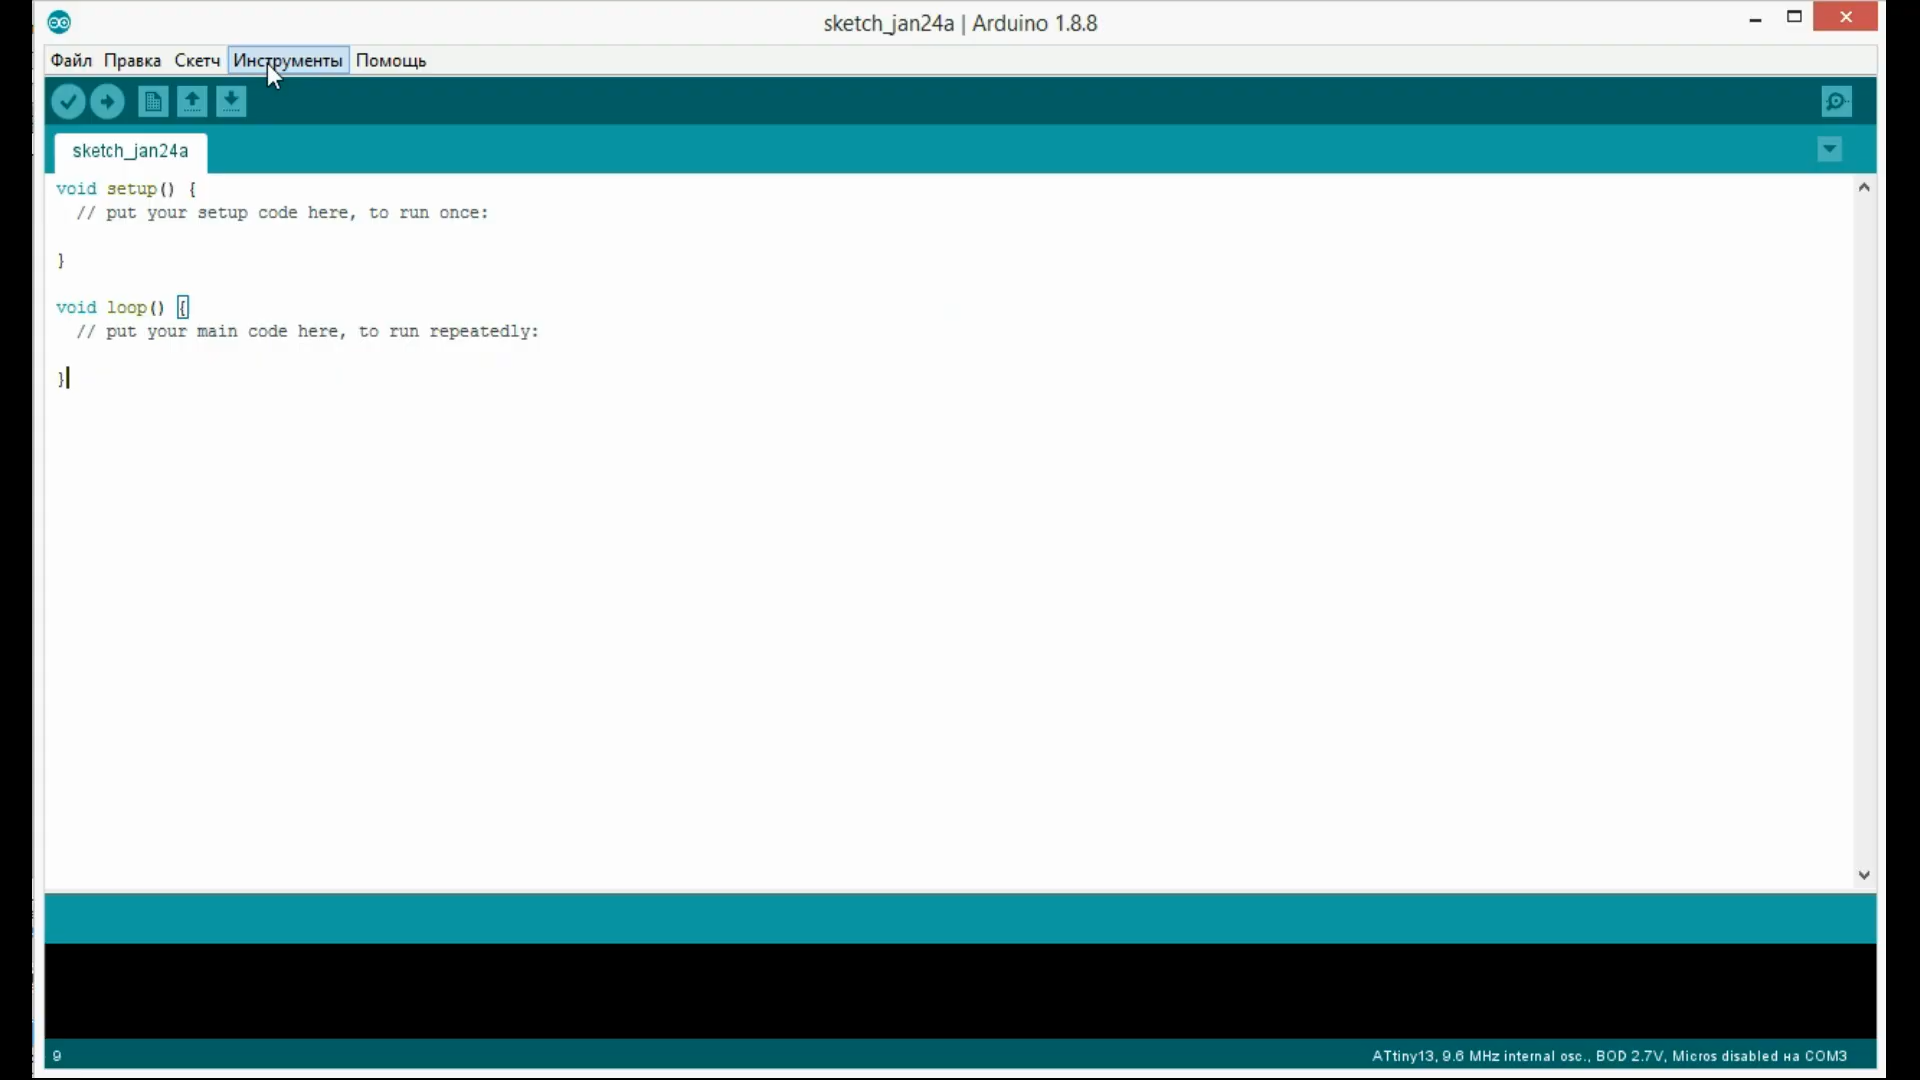 sketch_jan24a | Arduino 1.8.8
Файл Правка Скетч Инструменты Помощь
sketch_jan24a
void setup() {
  // put your setup code here, to run once:

}

void loop() {
  // put your main code here, to run repeatedly:

}
9
ATtiny13, 9.6 MHz internal osc., BOD 2.7V, Micros disabled на COM3